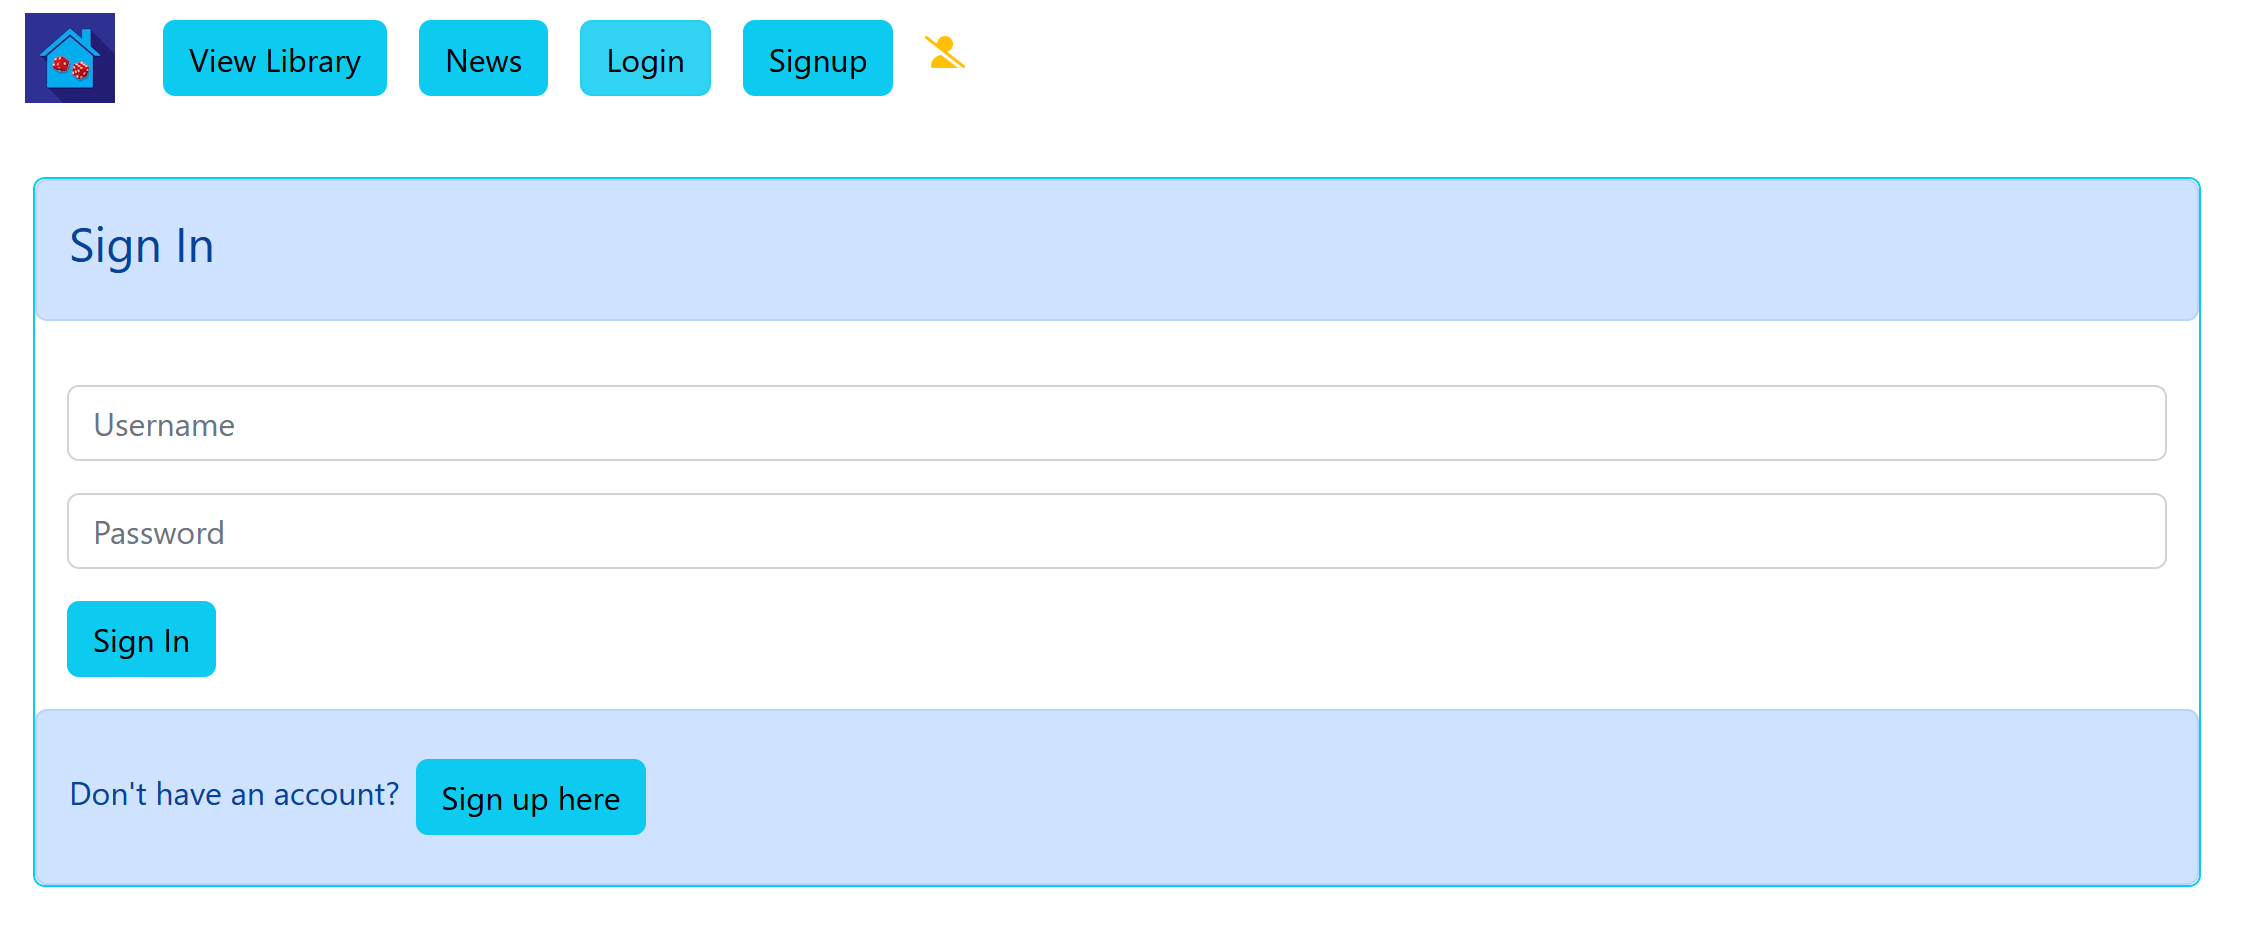 View Library News Login Signup
Sign In
Username
Password
Sign In
Don't have an account? Sign up here